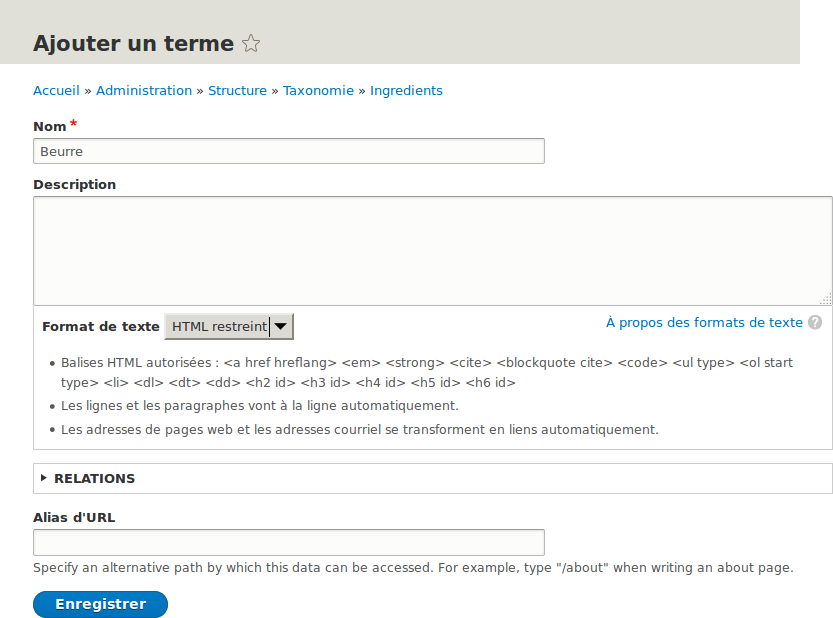 Ajouter un terme
Accueil » Administration » Structure » Taxonomie » Ingredients
Nom *
Beurre
Description
Format de texte HTML restreint À propos des formats de texte ?
• Balises HTML autorisées : <a href hreflang> <em> <strong> <cite> <blockquote cite> <code> <ul type> <ol start
type> <li> <dl> <dt> <dd> <h2 id> <h3 id> <h4 id> <h5 id> <h6 id>
• Les lignes et les paragraphes vont à la ligne automatiquement.
• Les adresses de pages web et les adresses courriel se transforment en liens automatiquement.
RELATIONS
Alias d'URL
Specify an alternative path by which this data can be accessed. For example, type "/about" when writing an about page.
Enregistrer